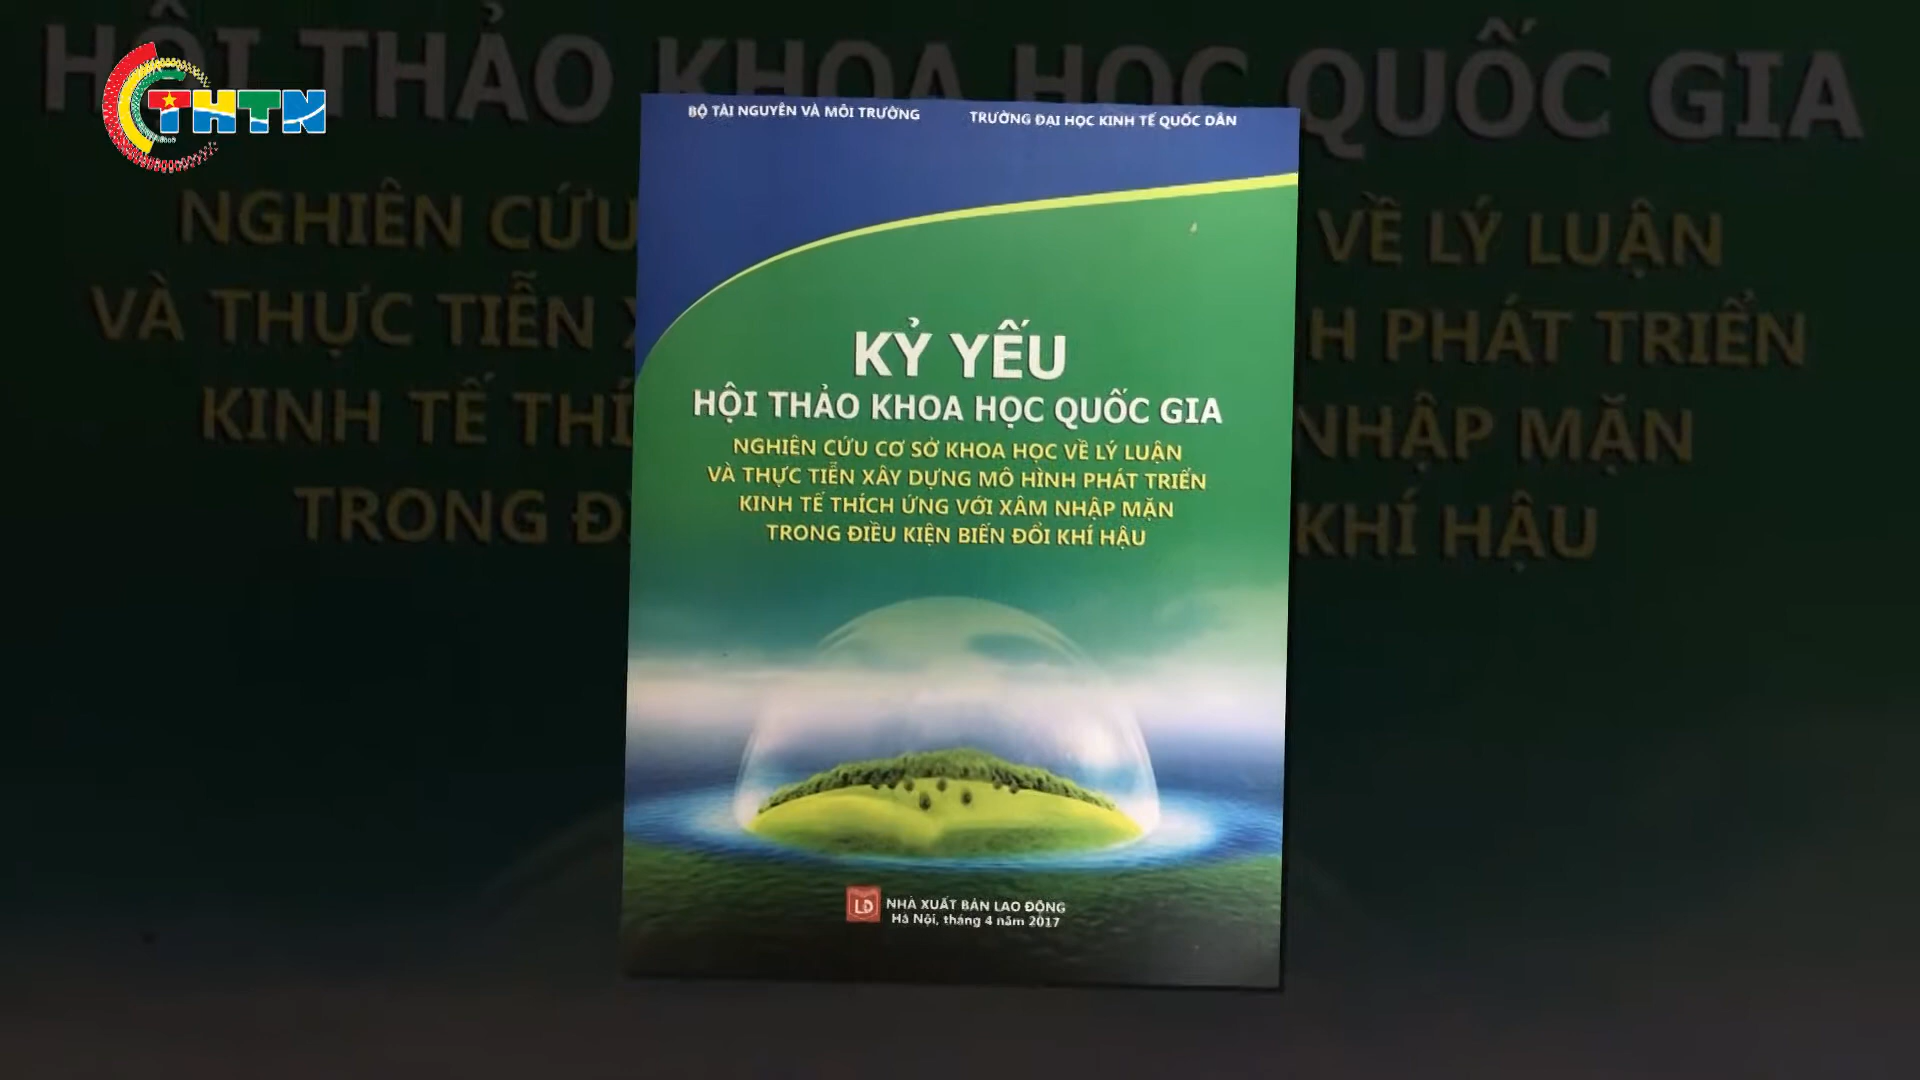 HỘI THẢO KHOA HỌC QUỐC GIA
THTN
NGHIÊN CỨU
VỀ LÝ LUẬN
VÀ THỰC TIỄN
H PHÁT TRIỂN
KINH TẾ THÍ
NHẬP MẶN
TRONG Đ
KHÍ HẬU
BỘ TÀI NGUYÊN VÀ MÔI TRƯỜNG
TRƯỜNG ĐẠI HỌC KINH TẾ QUỐC DÂN
KỶ YẾU
HỘI THẢO KHOA HỌC QUỐC GIA
NGHIÊN CỨU CƠ SỞ KHOA HỌC VỀ LÝ LUẬN
VÀ THỰC TIỄN XÂY DỰNG MÔ HÌNH PHÁT TRIỂN
KINH TẾ THÍCH ỨNG VỚI XÂM NHẬP MẶN
TRONG ĐIỀU KIỆN BIẾN ĐỔI KHÍ HẬU
LĐ
NHÀ XUẤT BẢN LAO ĐỘNG
Hà Nội, tháng 4 năm 2017